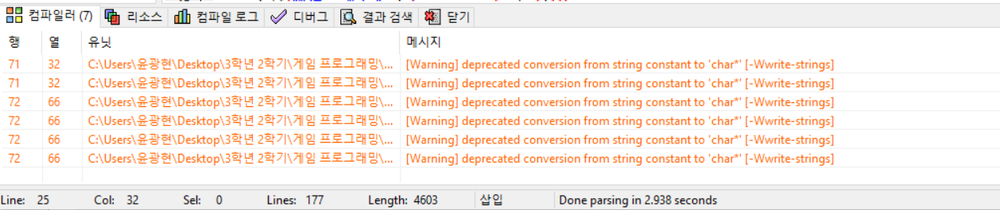 컴파일러 (7) 리소스 컴파일 로그 디버그 결과 검색 닫기
행 열 유닛 메시지
71 32 C:\Users\윤광현\Desktop\3학년 2학기\게임 프로그래밍\... [Warning] deprecated conversion from string constant to 'char*' [-Wwrite-strings]
71 32 C:\Users\윤광현\Desktop\3학년 2학기\게임 프로그래밍\... [Warning] deprecated conversion from string constant to 'char*' [-Wwrite-strings]
72 66 C:\Users\윤광현\Desktop\3학년 2학기\게임 프로그래밍\... [Warning] deprecated conversion from string constant to 'char*' [-Wwrite-strings]
72 66 C:\Users\윤광현\Desktop\3학년 2학기\게임 프로그래밍\... [Warning] deprecated conversion from string constant to 'char*' [-Wwrite-strings]
72 66 C:\Users\윤광현\Desktop\3학년 2학기\게임 프로그래밍\... [Warning] deprecated conversion from string constant to 'char*' [-Wwrite-strings]
72 66 C:\Users\윤광현\Desktop\3학년 2학기\게임 프로그래밍\... [Warning] deprecated conversion from string constant to 'char*' [-Wwrite-strings]
Line: 25 Col: 32 Sel: 0 Lines: 177 Length: 4603 삽입 Done parsing in 2.938 seconds